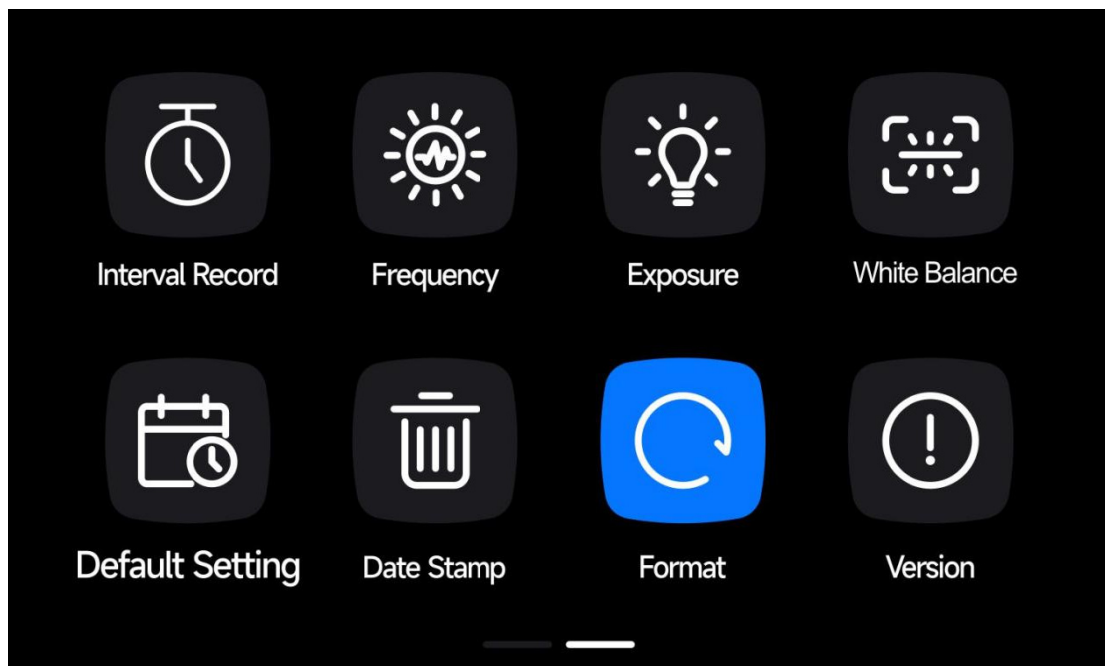 Interval Record
Frequency
Exposure
White Balance
Default Setting
Date Stamp
Format
Version